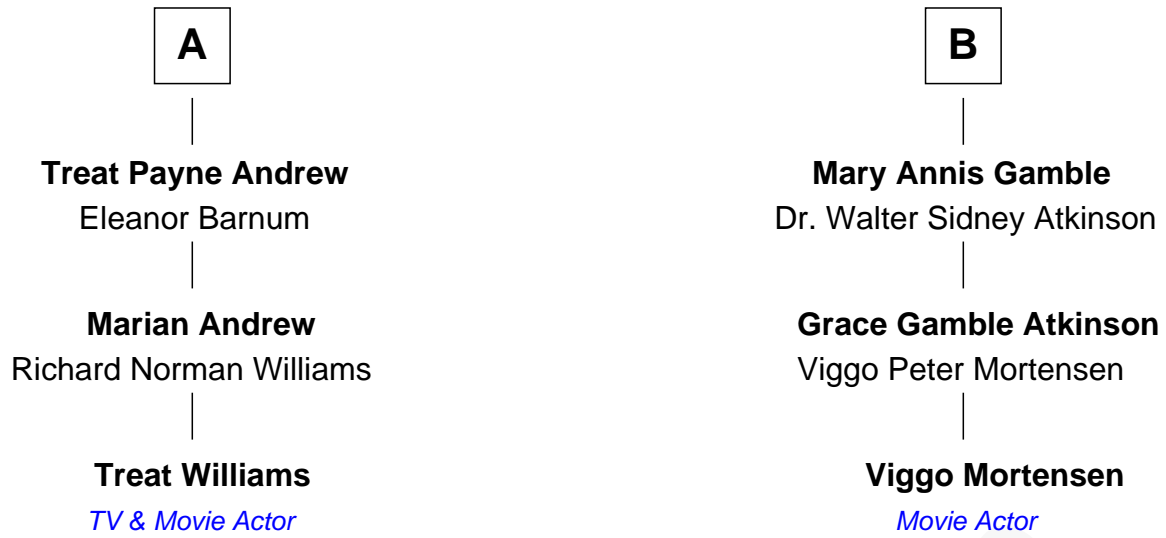 A
Treat Payne Andrew
Eleanor Barnum
Marian Andrew
Richard Norman Williams
Treat Williams
TV & Movie Actor
B
Mary Annis Gamble
Dr. Walter Sidney Atkinson
Grace Gamble Atkinson
Viggo Peter Mortensen
Viggo Mortensen
Movie Actor